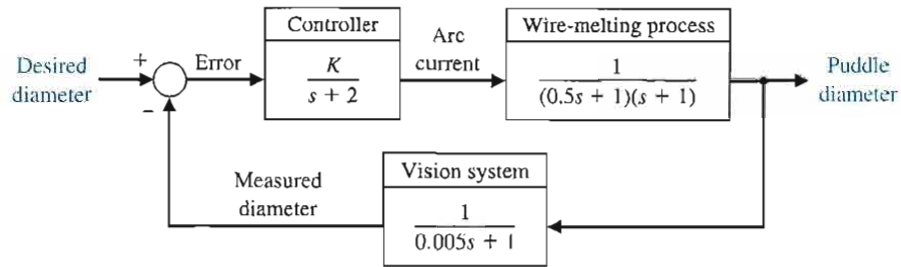 Controller
Wire-melting process
Arc
current
Desired
diameter
+
Error
K
s + 2
1
(0.5s + 1)(s + 1)
Puddle
diameter
−
Measured
diameter
Vision system
1
0.005s + 1